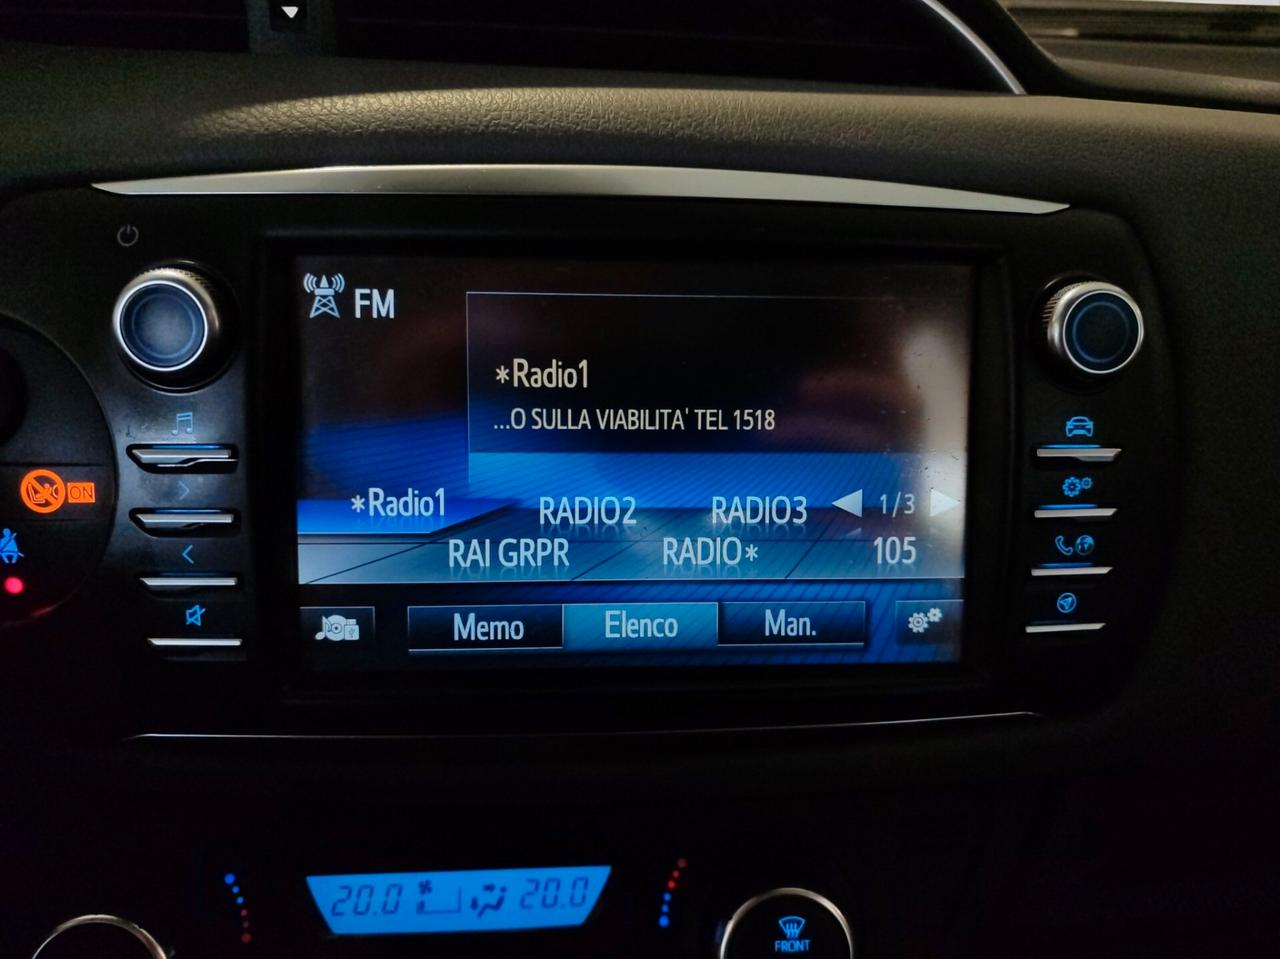 FM
*Radio1
...O SULLA VIABILITA' TEL 1518
*Radio1 RADIO2 RADIO3 1/3
RAI GRPR RADIO* 105
ON
Memo Elenco Man.
20.0 20.0
FRONT